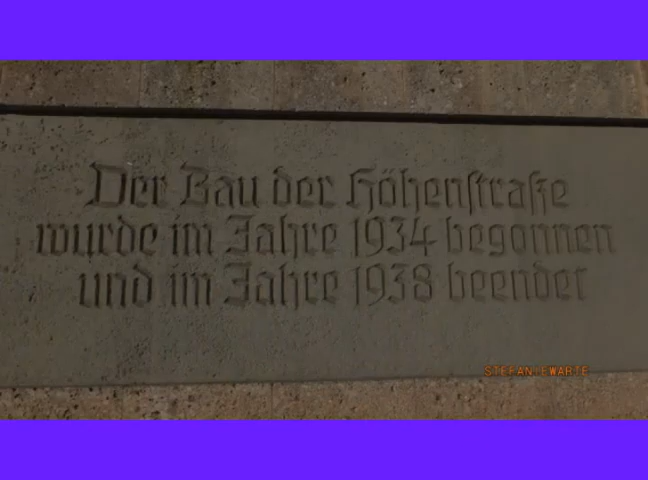 Der Bau der Höhenſtraße
wurde im Jahre 1934 begonnen
und im Jahre 1938 beendet
STEFANIEWARTE